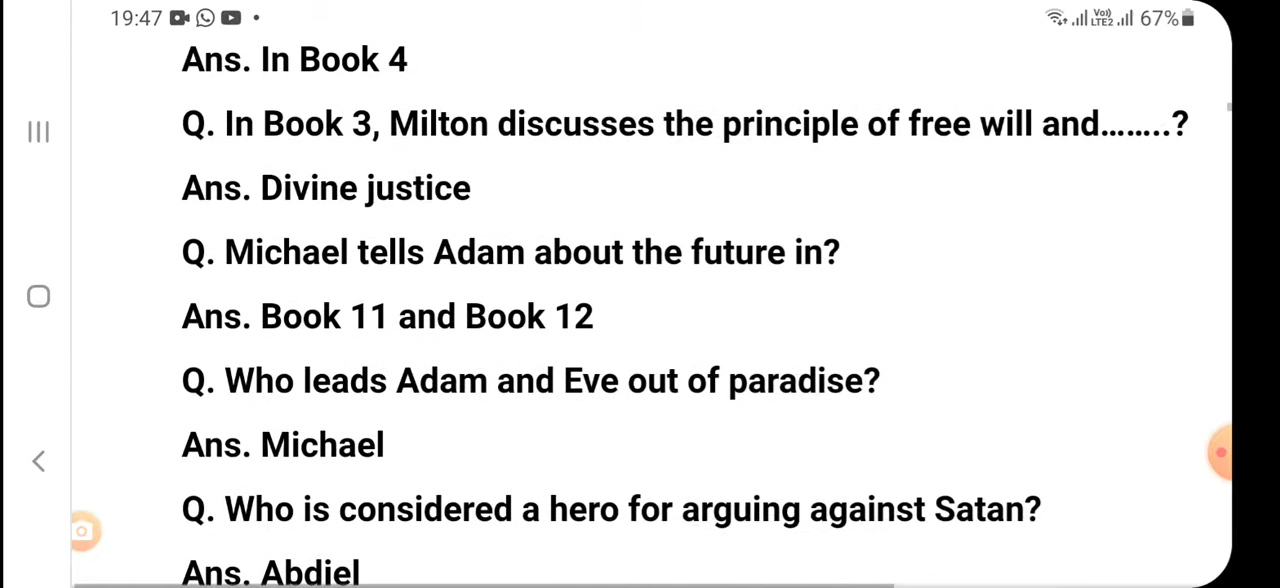 19:47
Vo)) LTE2 67%
Ans. In Book 4
Q. In Book 3, Milton discusses the principle of free will and........?
Ans. Divine justice
Q. Michael tells Adam about the future in?
Ans. Book 11 and Book 12
Q. Who leads Adam and Eve out of paradise?
Ans. Michael
Q. Who is considered a hero for arguing against Satan?
Ans. Abdiel